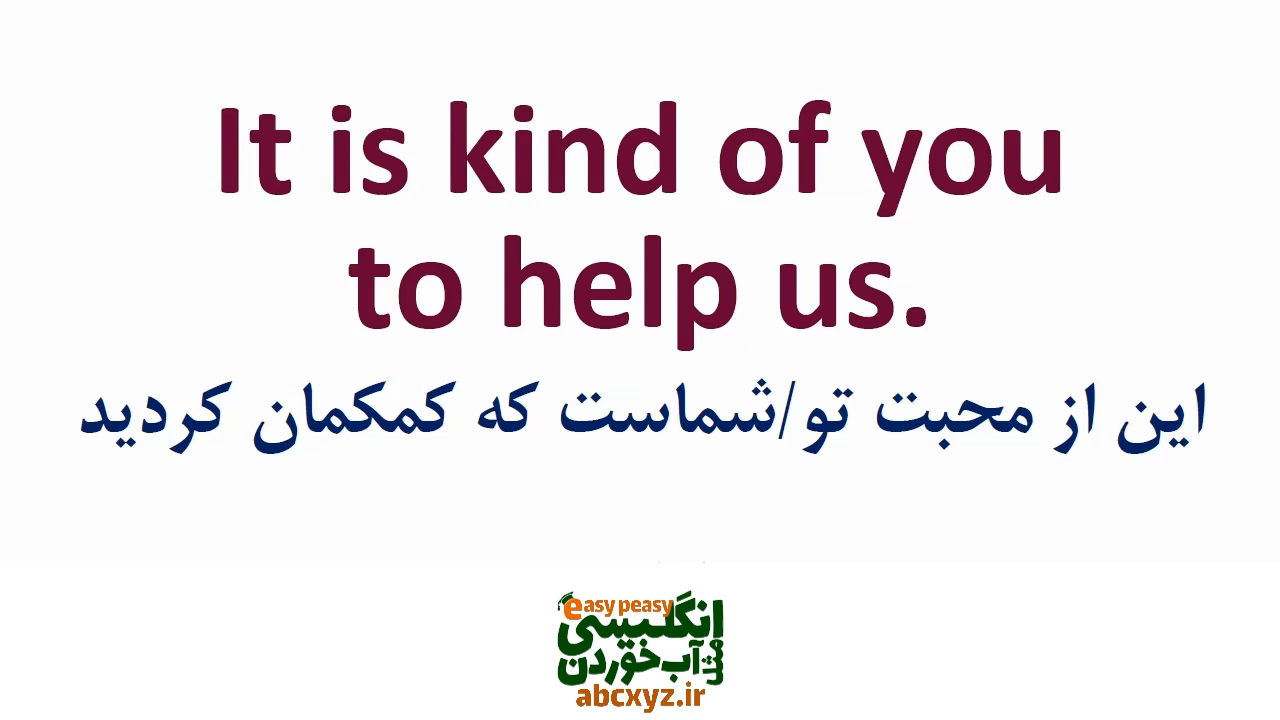 It is kind of you
to help us.
این از محبت تو/شماست که کمکمان کردید
easy peasy
انگلیسی
مثل آب خوردن
abcxyz.ir